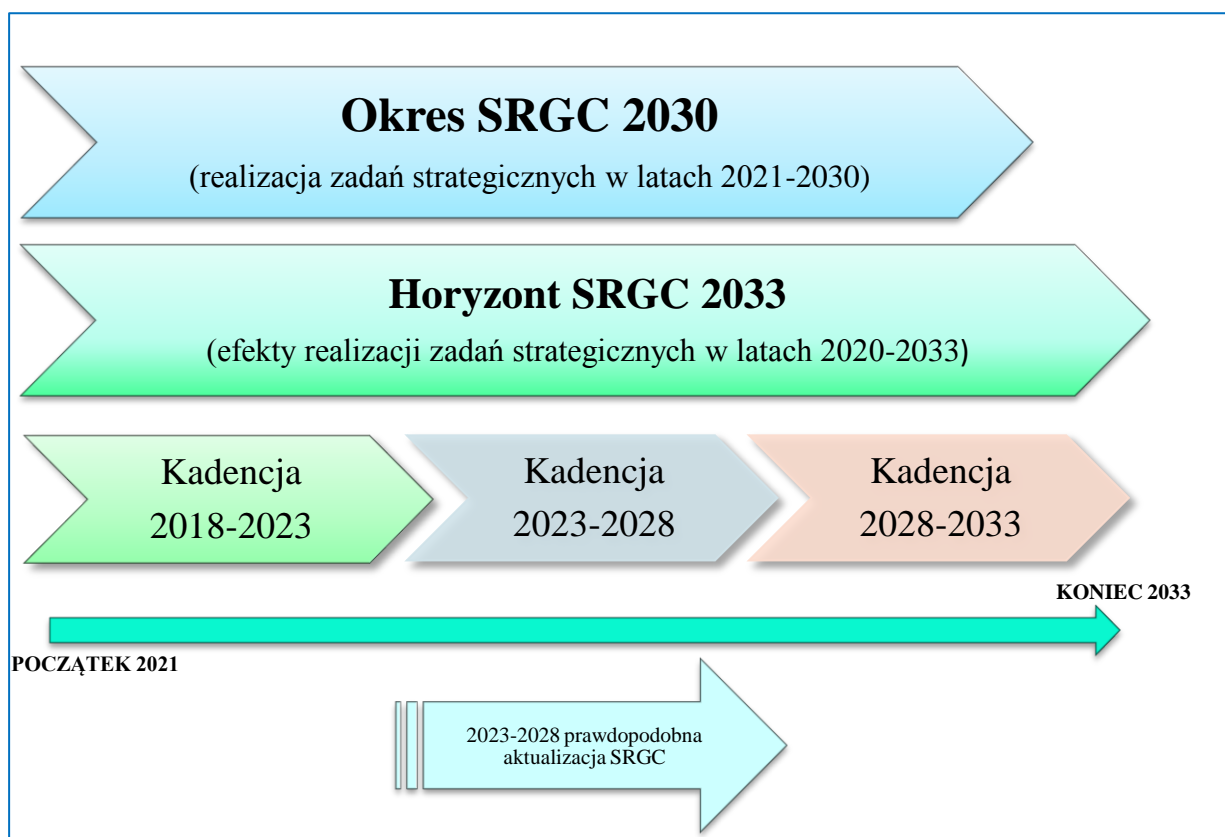 Okres SRGC 2030
(realizacja zadań strategicznych w latach 2021-2030)
Horyzont SRGC 2033
(efekty realizacji zadań strategicznych w latach 2020-2033)
Kadencja
2018-2023
Kadencja
2023-2028
Kadencja
2028-2033
KONIEC 2033
POCZĄTEK 2021
2023-2028 prawdopodobna
aktualizacja SRGC